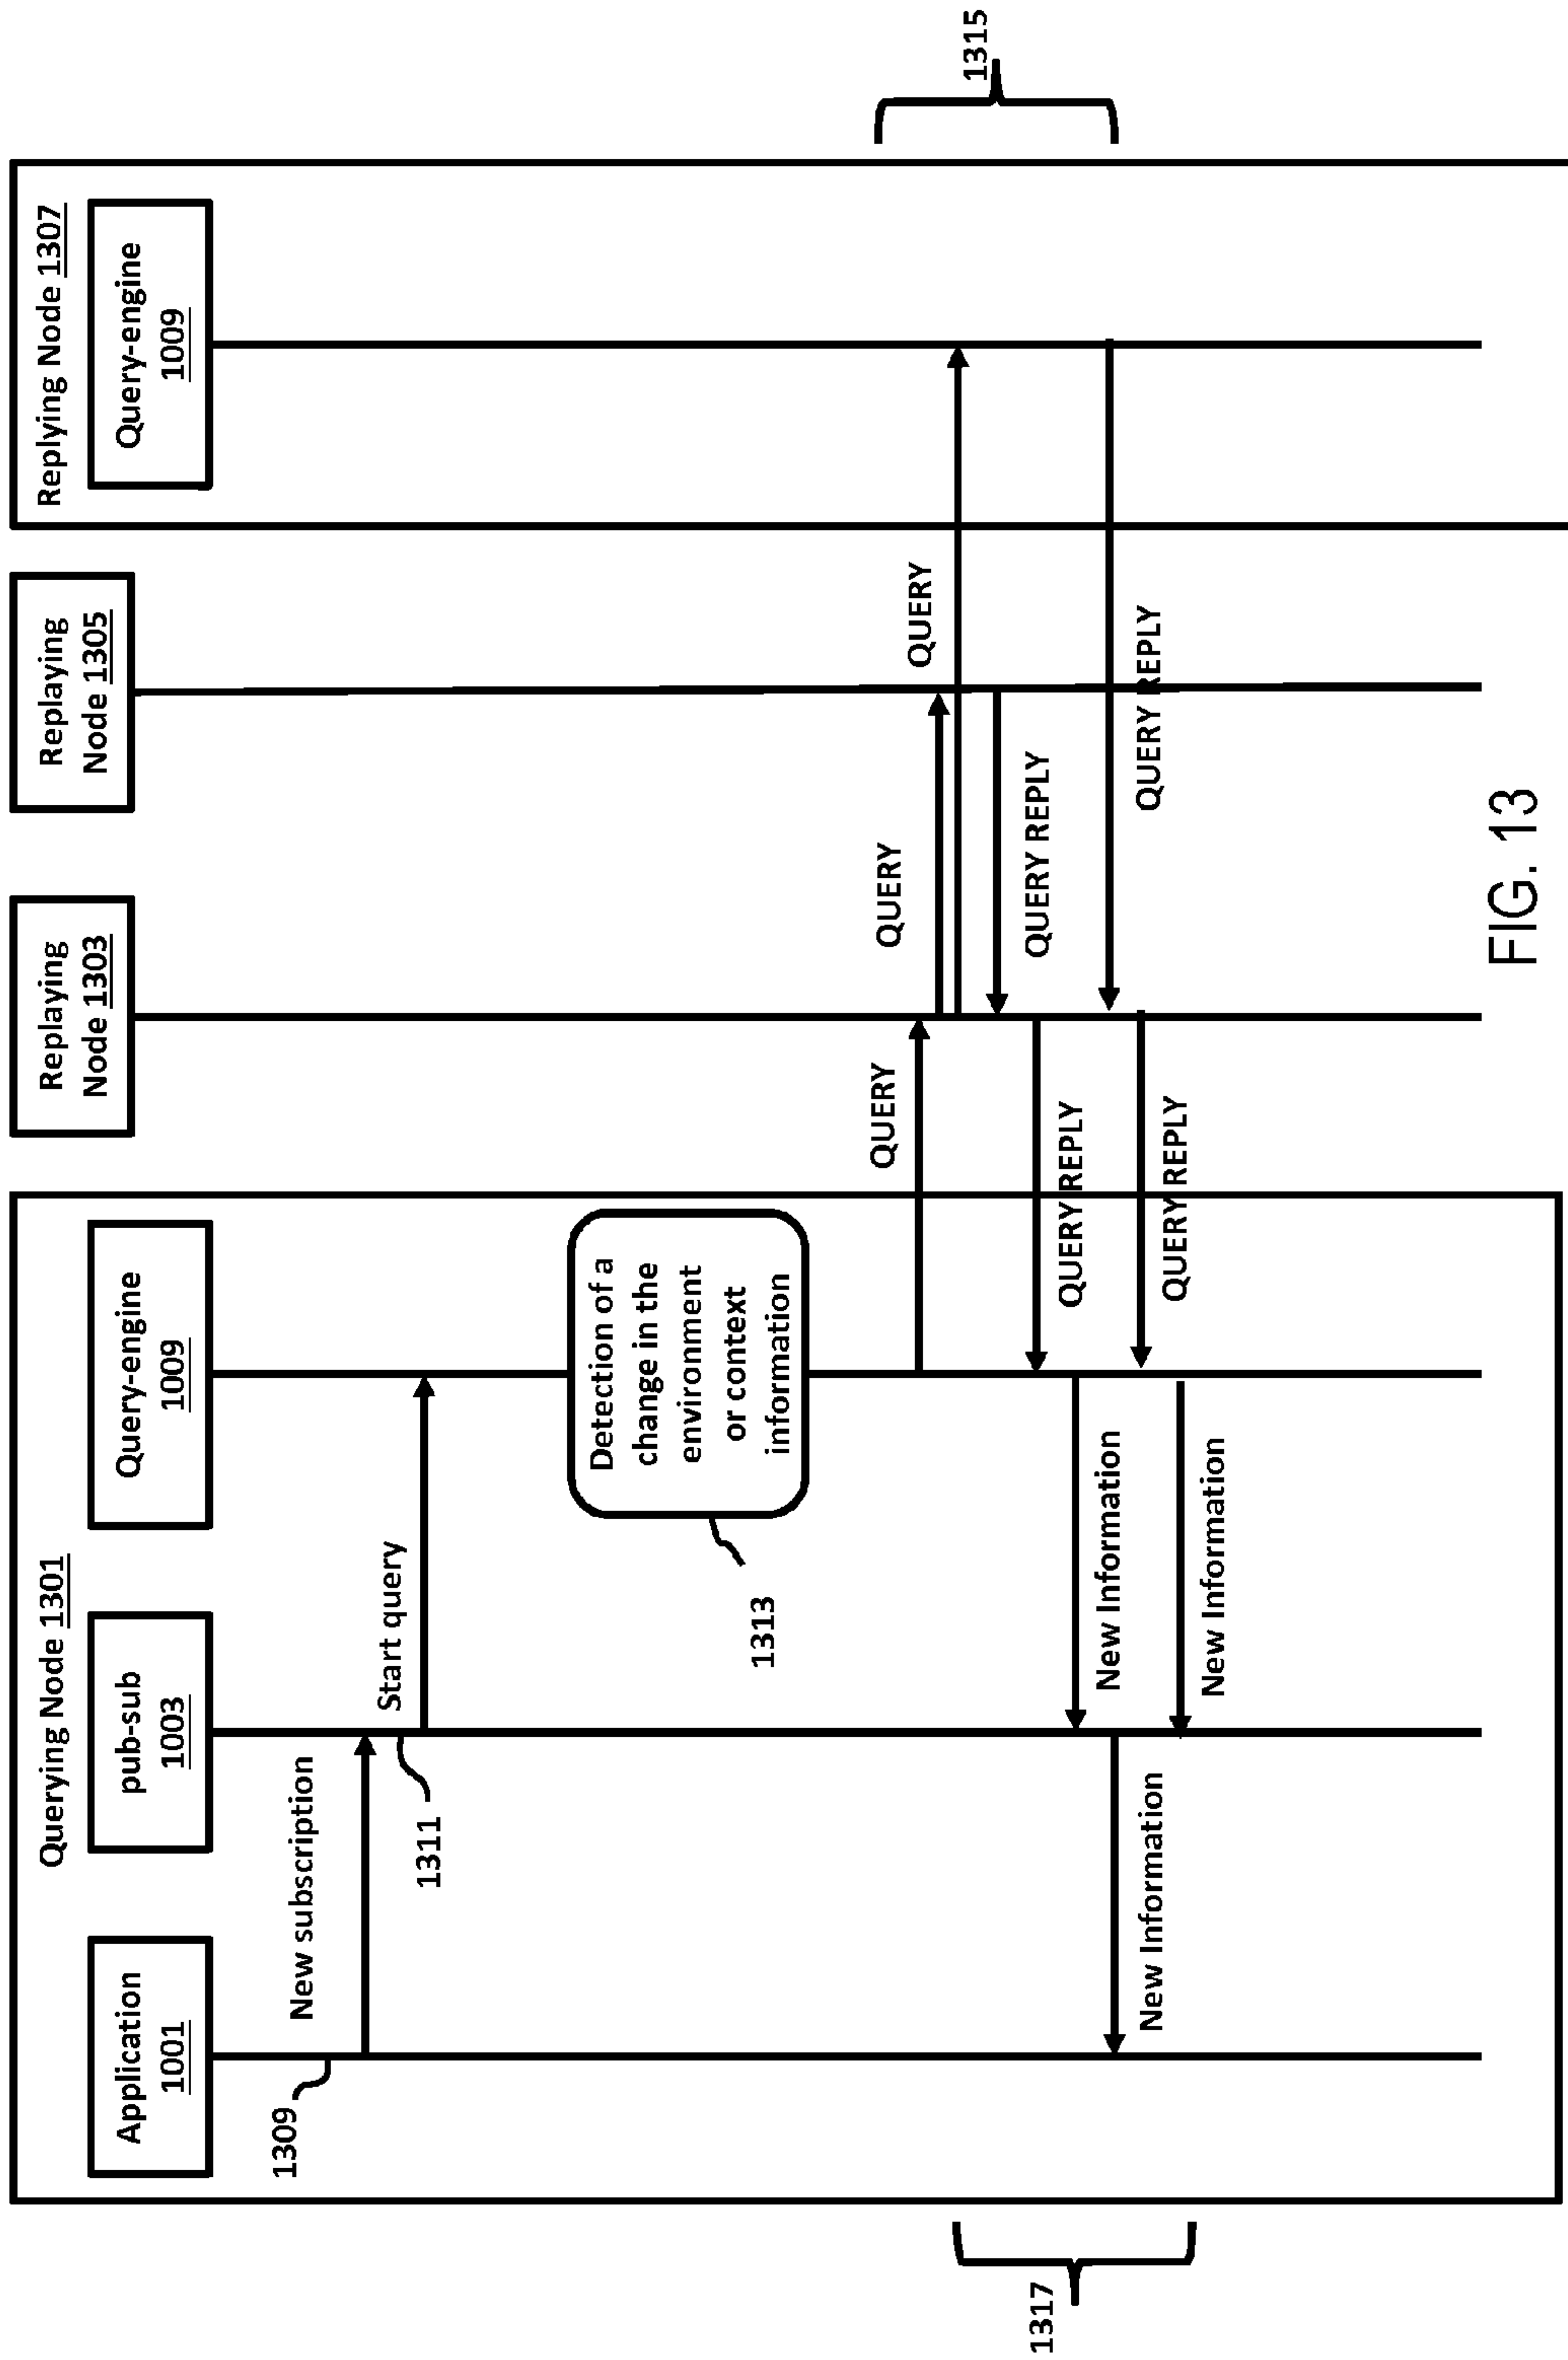 Querying Node 1301
Application
1001
pub-sub
1003
Query-engine
1009
Replaying
Node 1303
Replaying
Node 1305
Replying Node 1307
Query-engine
1009
1309
New subscription
1311
Start query
Detection of a
change in the
environment
or context
information
1313
QUERY
QUERY
QUERY
QUERY REPLY
QUERY REPLY
QUERY REPLY
QUERY REPLY
New Information
New Information
New Information
1315
1317
FIG. 13